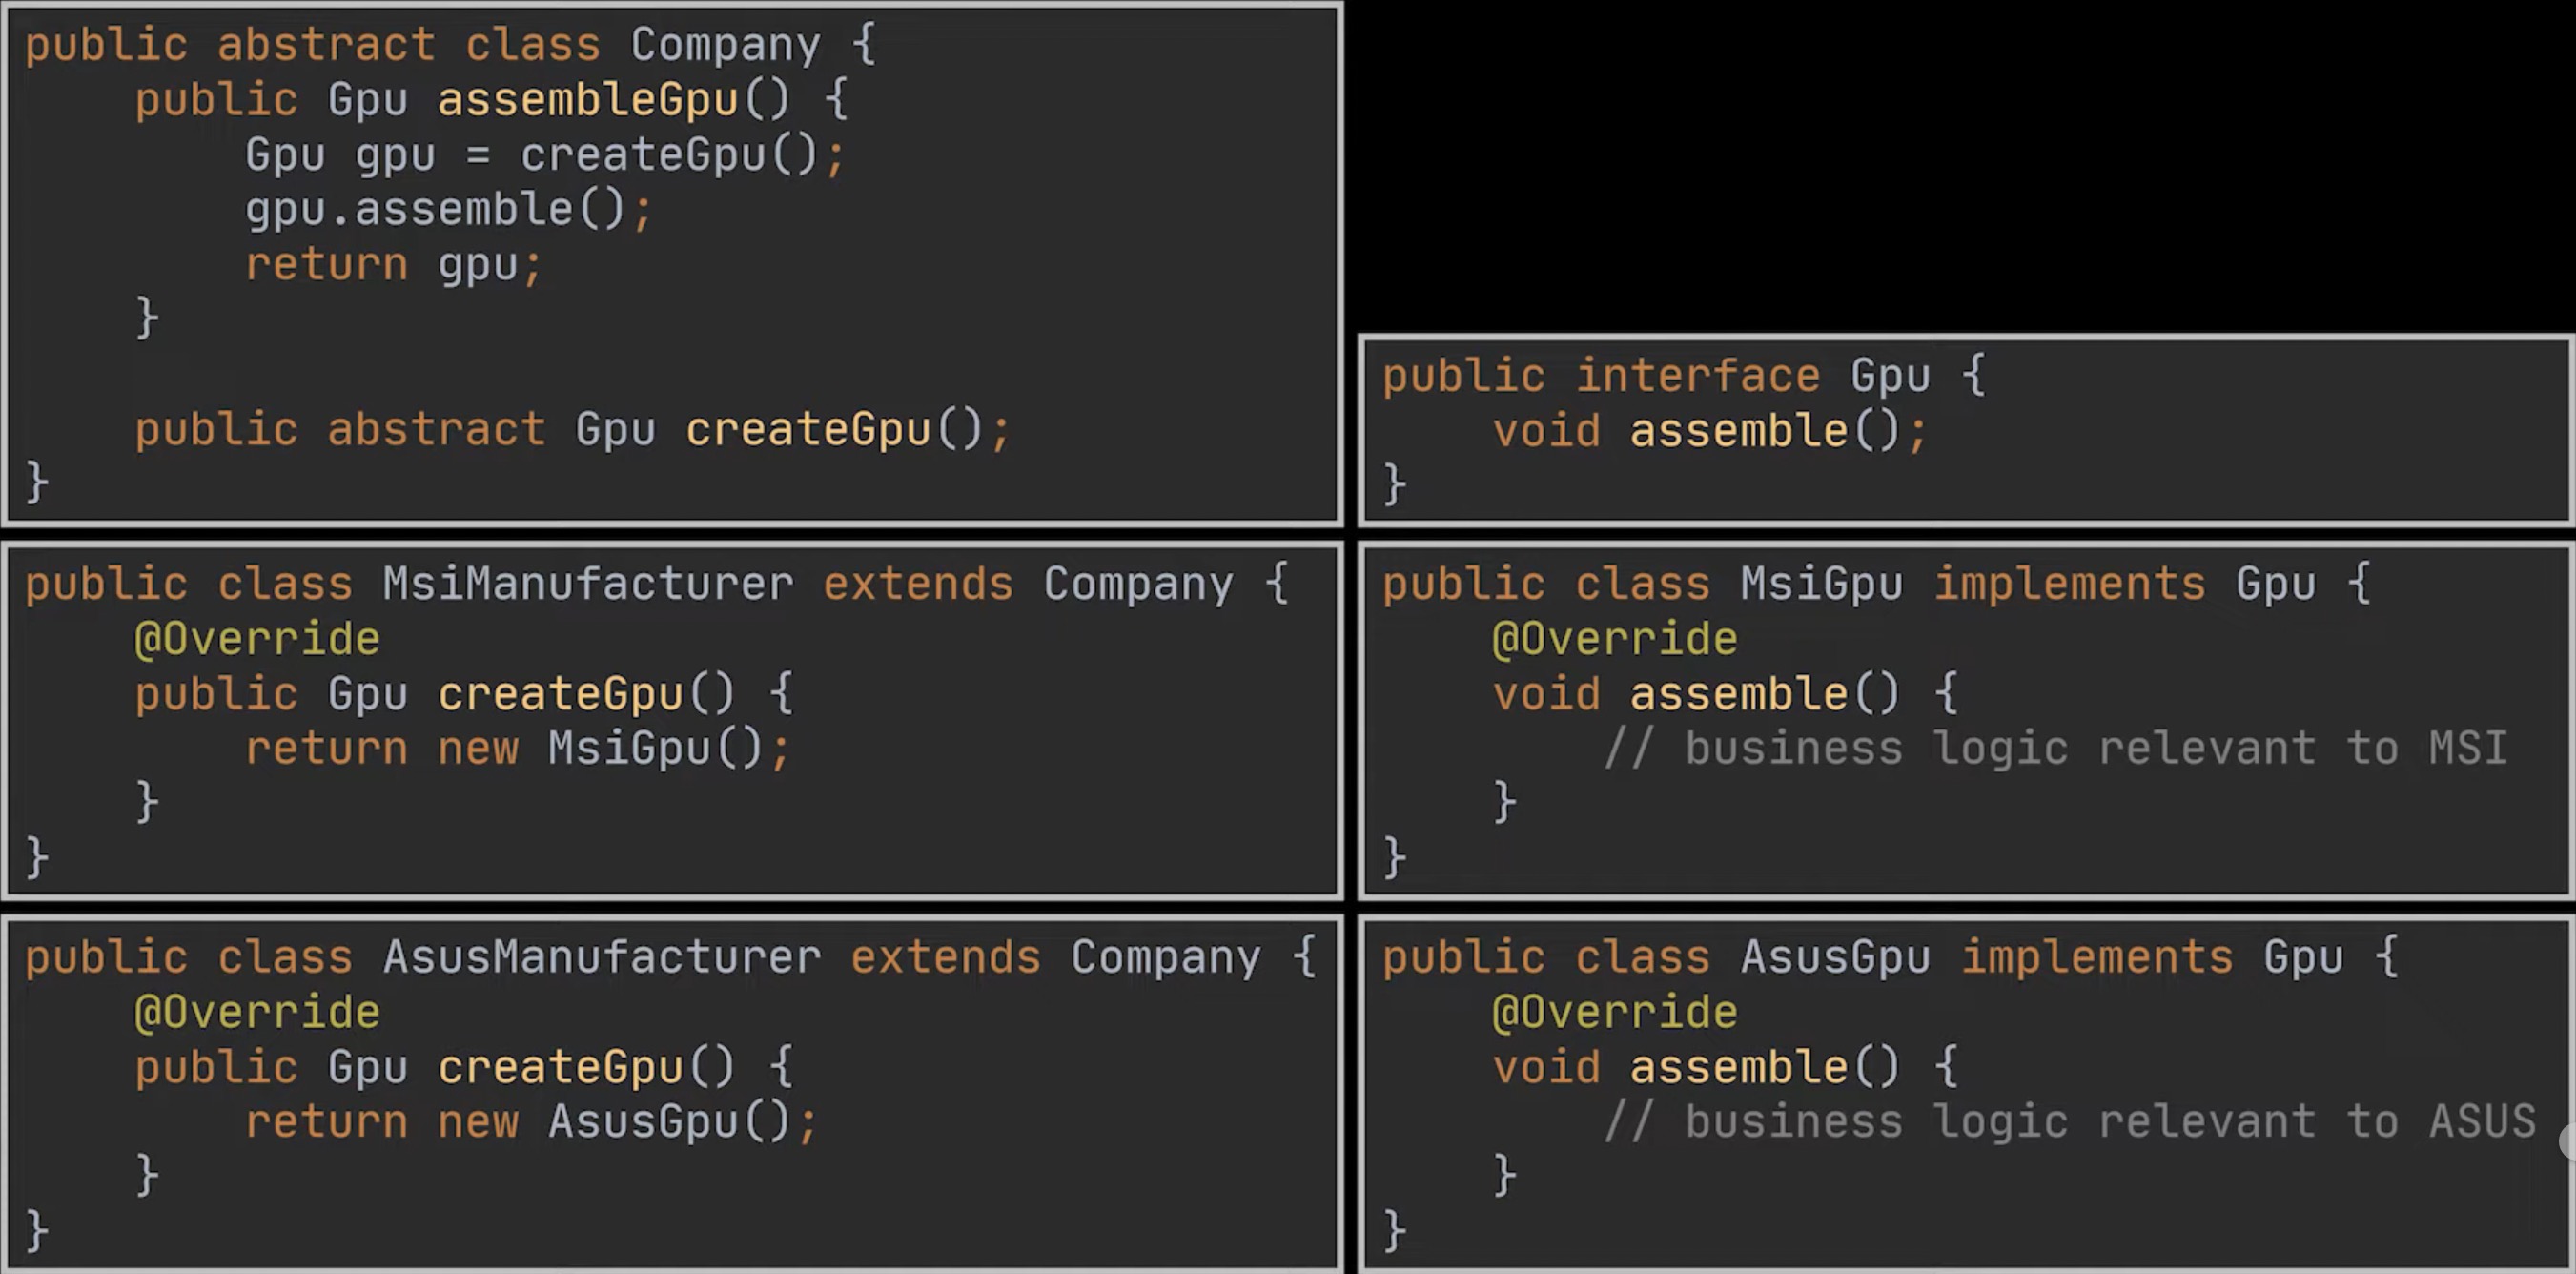 public abstract class Company {
    public Gpu assembleGpu() {
        Gpu gpu = createGpu();
        gpu.assemble();
        return gpu;
    }

    public abstract Gpu createGpu();
}
public interface Gpu {
    void assemble();
}
public class MsiManufacturer extends Company {
    @Override
    public Gpu createGpu() {
        return new MsiGpu();
    }
}
public class MsiGpu implements Gpu {
    @Override
    void assemble() {
        // business logic relevant to MSI
    }
}
public class AsusManufacturer extends Company {
    @Override
    public Gpu createGpu() {
        return new AsusGpu();
    }
}
public class AsusGpu implements Gpu {
    @Override
    void assemble() {
        // business logic relevant to ASUS
    }
}